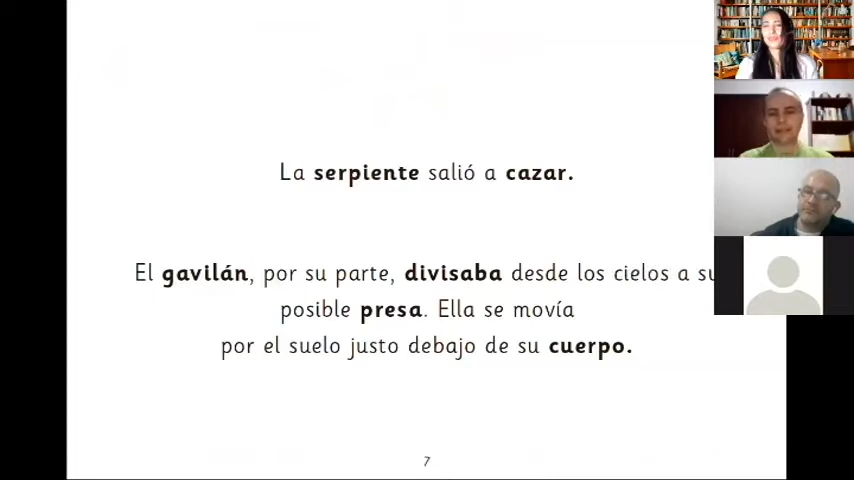 La serpiente salió a cazar.
El gavilán, por su parte, divisaba desde los cielos a su
posible presa. Ella se movía
por el suelo justo debajo de su cuerpo.
7